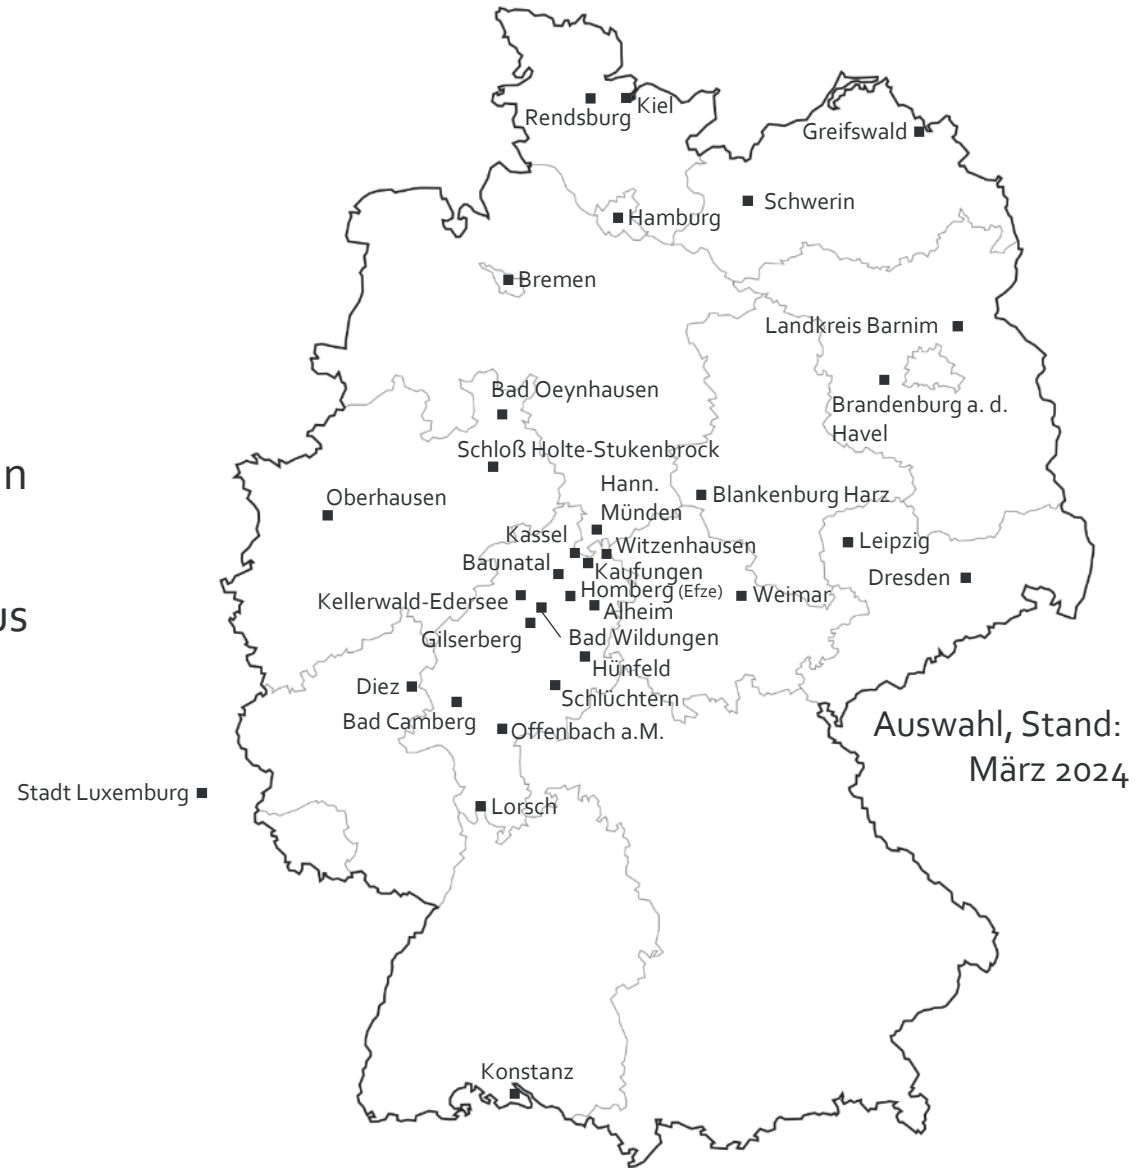 Kiel
Rendsburg
Greifswald
Schwerin
Hamburg
Bremen
Landkreis Barnim
Bad Oeynhausen
Brandenburg a. d.
Havel
Schloß Holte-Stukenbrock
n
Hann.
Münden
Oberhausen
Blankenburg Harz
Kassel
Witzenhausen
Leipzig
Baunatal
Kaufungen
Dresden
Homberg (Efze)
Weimar
Kellerwald-Edersee
Alheim
us
Gilserberg
Bad Wildungen
Hünfeld
Diez
Schlüchtern
Bad Camberg
Offenbach a.M.
Auswahl, Stand:
März 2024
Stadt Luxemburg
Lorsch
Konstanz